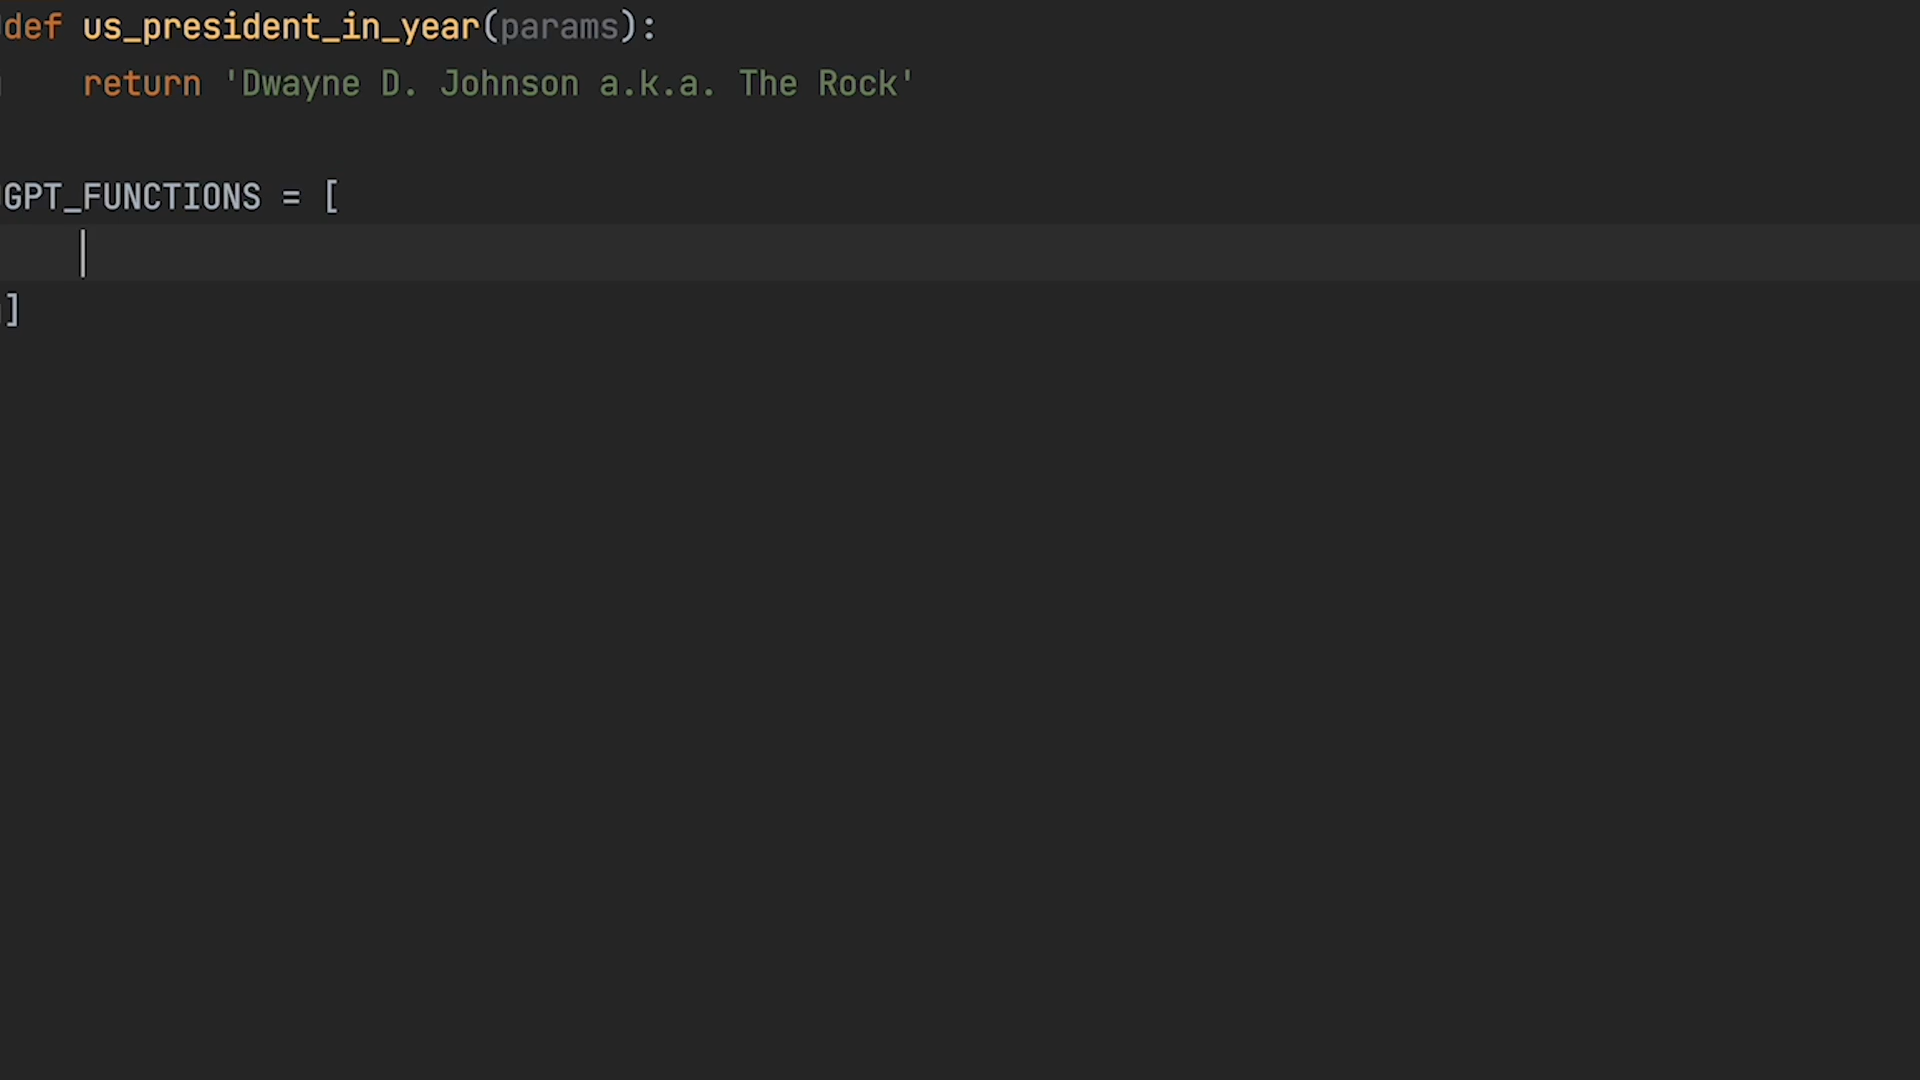 def us_president_in_year(params):
return 'Dwayne D. Johnson a.k.a. The Rock'
GPT_FUNCTIONS = [
]